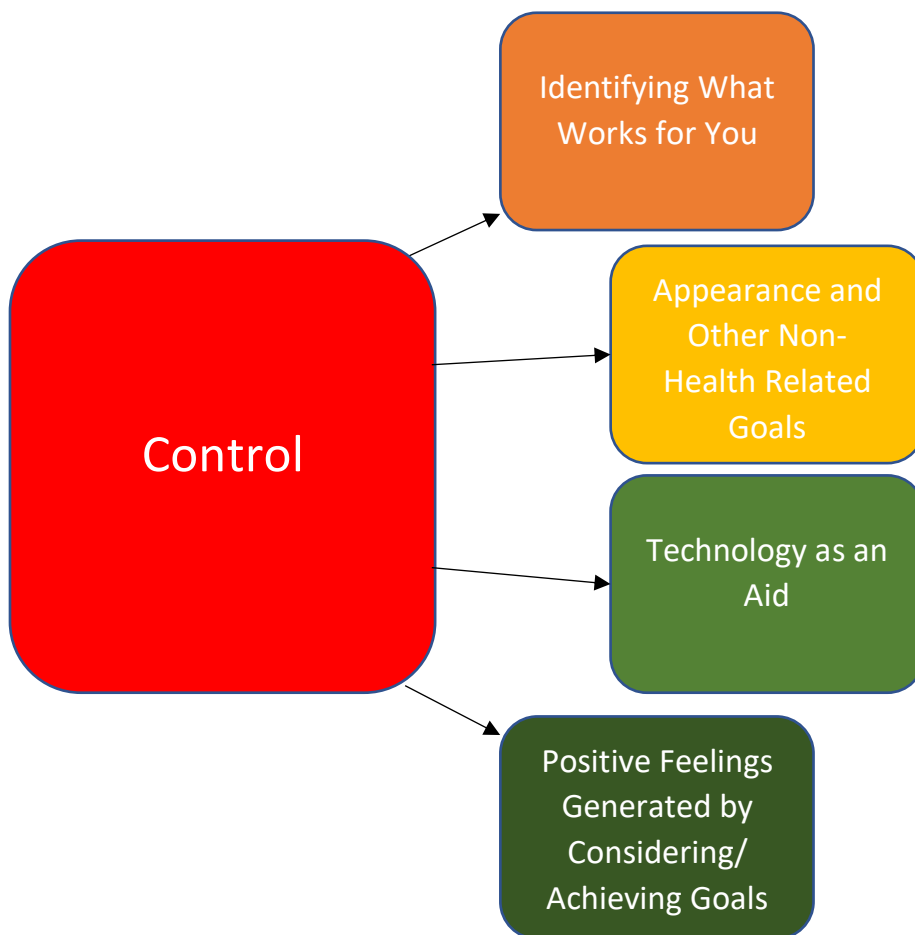 Identifying What
Works for You
Appearance and
Other Non-
Health Related
Goals
Control
Technology as an
Aid
Positive Feelings
Generated by
Considering/
Achieving Goals